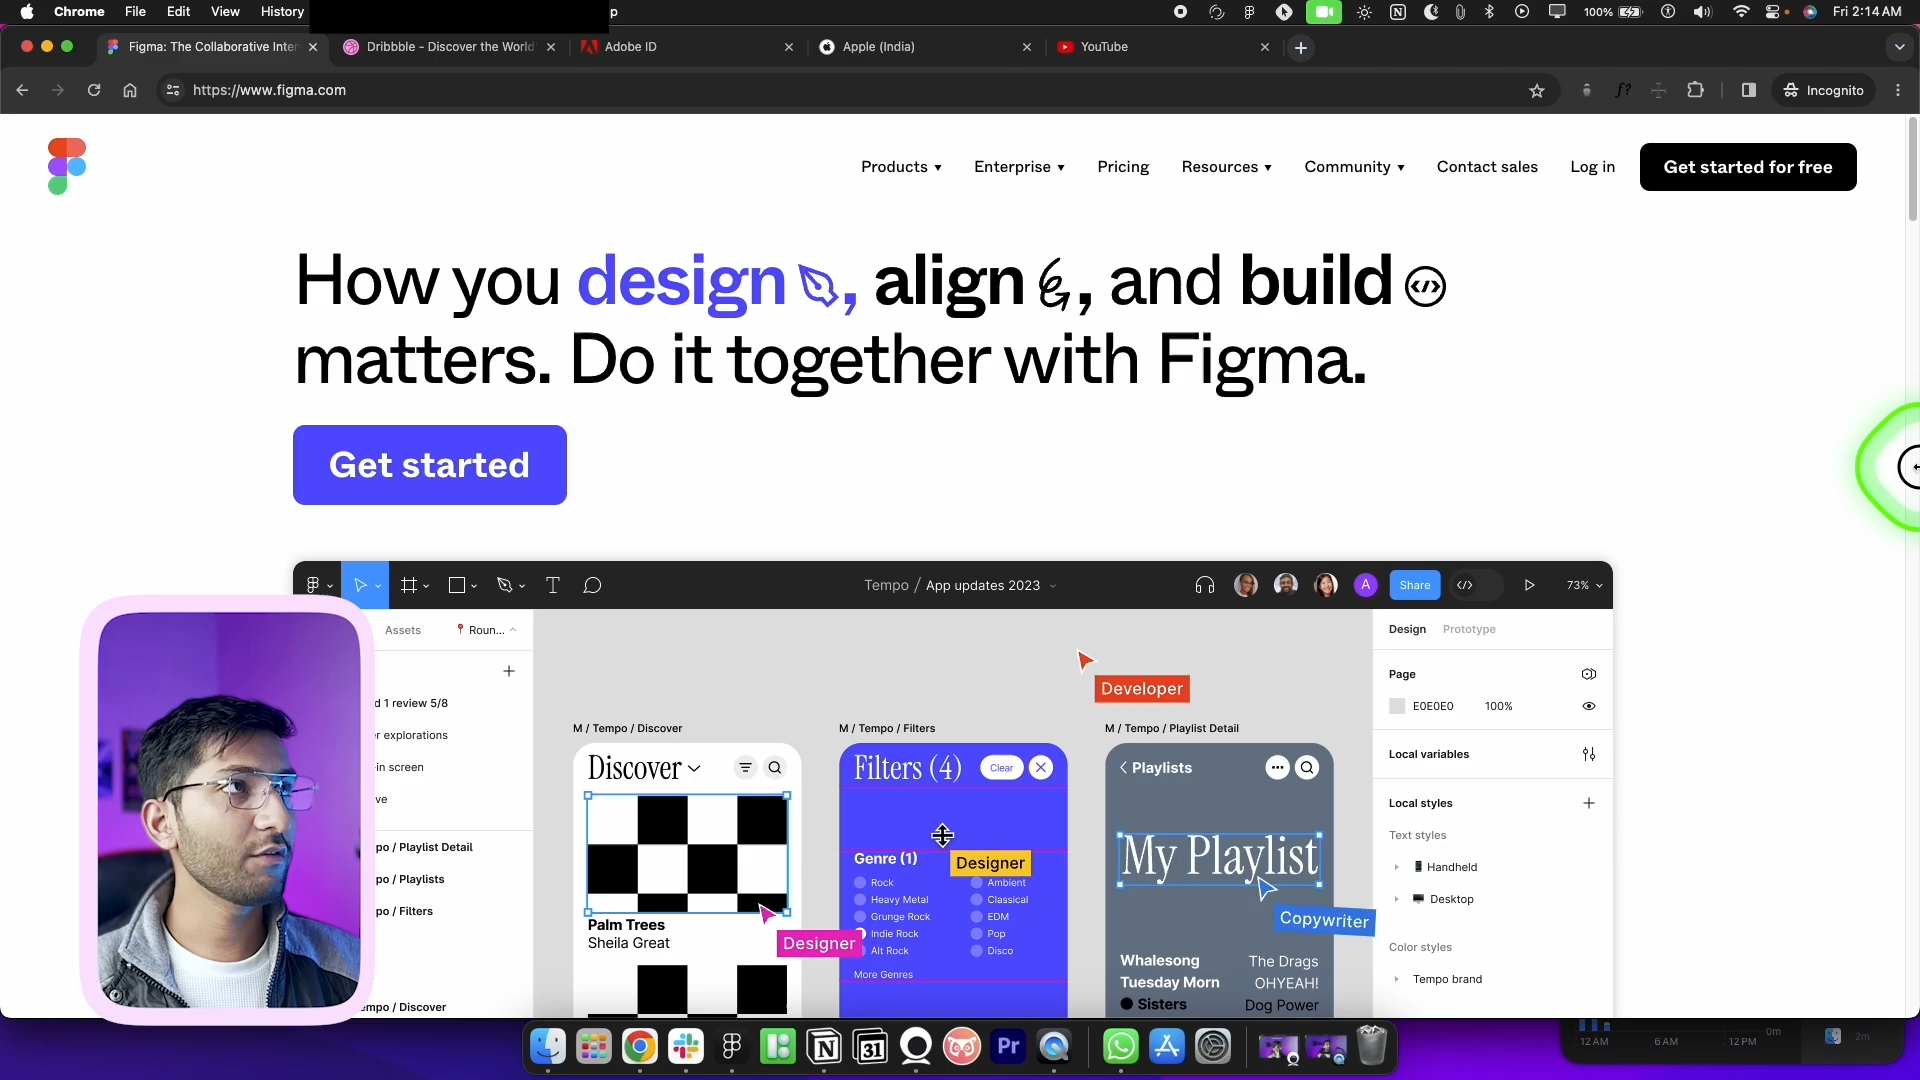 Chrome File Edit View History p 100% Fri 2:14 AM
Figma: The Collaborative Inter Dribbble - Discover the World' Adobe ID Apple (India) YouTube
https://www.figma.com f? Incognito
Products Enterprise Pricing Resources Community Contact sales Log in Get started for free
How you design, align, and build
matters. Do it together with Figma.
Get started
Tempo / App updates 2023 A Share 73%
Assets Roun...
d 1 review 5/8
r explorations
in screen
ve
po / Playlist Detail
po / Playlists
po / Filters
empo / Discover
Developer
M / Tempo / Discover
Discover
Palm Trees
Sheila Great
Designer
M / Tempo / Filters
Filters (4) Clear
Genre (1)
Designer
Rock Ambient
Heavy Metal Classical
Grunge Rock EDM
Indie Rock Pop
Alt Rock Disco
More Genres
M / Tempo / Playlist Detail
Playlists
My Playlist
Copywriter
Whalesong The Drags
Tuesday Morn OHYEAH!
Sisters Dog Power
Design Prototype
Page
E0E0E0 100%
Local variables
Local styles
Text styles
Handheld
Desktop
Color styles
Tempo brand
31 Pr
0m
12 AM 6 AM 12 PM 2m